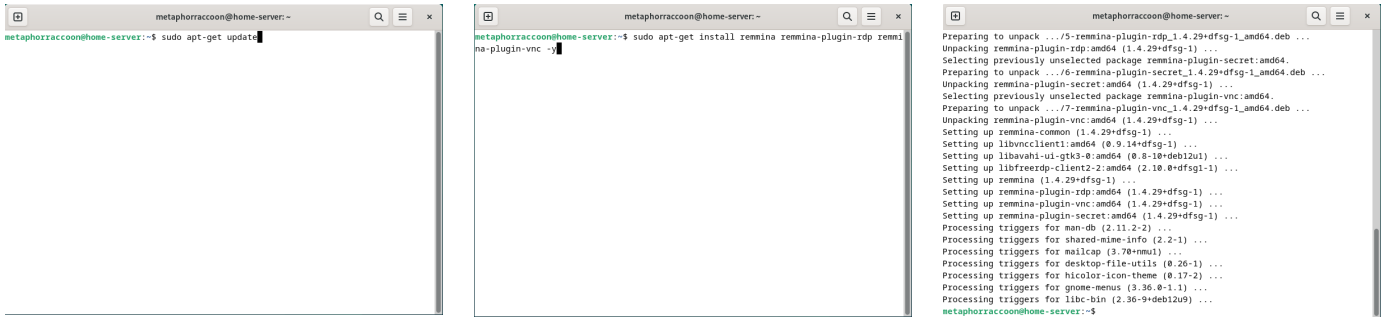 metaphorraccoon@home-server: ~
metaphorraccoon@home-server:~$ sudo apt-get update
metaphorraccoon@home-server: ~
metaphorraccoon@home-server:~$ sudo apt-get install remmina remmina-plugin-rdp remmi
na-plugin-vnc -y
metaphorraccoon@home-server: ~
Preparing to unpack .../5-remmina-plugin-rdp_1.4.29+dfsg-1_amd64.deb ...
Unpacking remmina-plugin-rdp:amd64 (1.4.29+dfsg-1) ...
Selecting previously unselected package remmina-plugin-secret:amd64.
Preparing to unpack .../6-remmina-plugin-secret_1.4.29+dfsg-1_amd64.deb ...
Unpacking remmina-plugin-secret:amd64 (1.4.29+dfsg-1) ...
Selecting previously unselected package remmina-plugin-vnc:amd64.
Preparing to unpack .../7-remmina-plugin-vnc_1.4.29+dfsg-1_amd64.deb ...
Unpacking remmina-plugin-vnc:amd64 (1.4.29+dfsg-1) ...
Setting up remmina-common (1.4.29+dfsg-1) ...
Setting up libvncclient1:amd64 (0.9.14+dfsg-1) ...
Setting up libavahi-ui-gtk3-0:amd64 (0.8-10+deb12u1) ...
Setting up libfreerdp-client2-2:amd64 (2.10.0+dfsg1-1) ...
Setting up remmina (1.4.29+dfsg-1) ...
Setting up remmina-plugin-rdp:amd64 (1.4.29+dfsg-1) ...
Setting up remmina-plugin-vnc:amd64 (1.4.29+dfsg-1) ...
Setting up remmina-plugin-secret:amd64 (1.4.29+dfsg-1) ...
Processing triggers for man-db (2.11.2-2) ...
Processing triggers for shared-mime-info (2.2-1) ...
Processing triggers for mailcap (3.70+nmu1) ...
Processing triggers for desktop-file-utils (0.26-1) ...
Processing triggers for hicolor-icon-theme (0.17-2) ...
Processing triggers for gnome-menus (3.36.0-1.1) ...
Processing triggers for libc-bin (2.36-9+deb12u9) ...
metaphorraccoon@home-server:~$